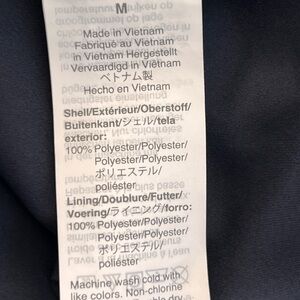 M
Made in Vietnam
Fabriqué au Vietnam
in Vietnam Hergestellt
Vervaardigd in Vietnam
ベトナム製
Hecho en Vietnam
Shell/Extérieur/Oberstoff/
Buitenkant/シェル/tela
exterior:
100% Polyester/Polyester/
Polyester/Polyester/
ポリエステル/
poliéster
Lining/Doublure/Futter/
Voering/ライニング/forro:
100% Polyester/Polyester/
Polyester/Polyester/
ポリエステル/
poliéster
Machine wash cold with
like colors. Non-chlorine